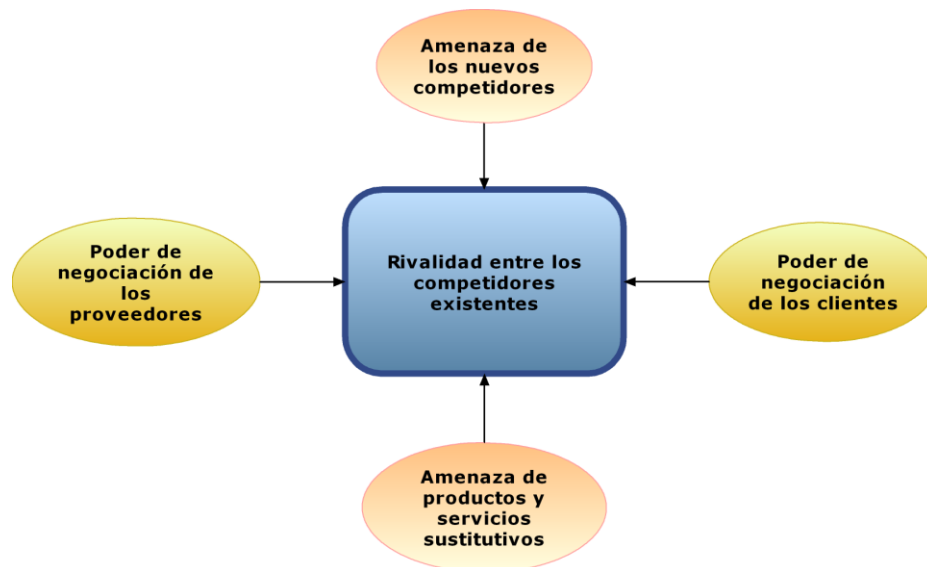 Amenaza de
los nuevos
competidores
Poder de
negociación de
los
proveedores
Rivalidad entre los
competidores
existentes
Poder de
negociación
de los clientes
Amenaza de
productos y
servicios
sustitutivos